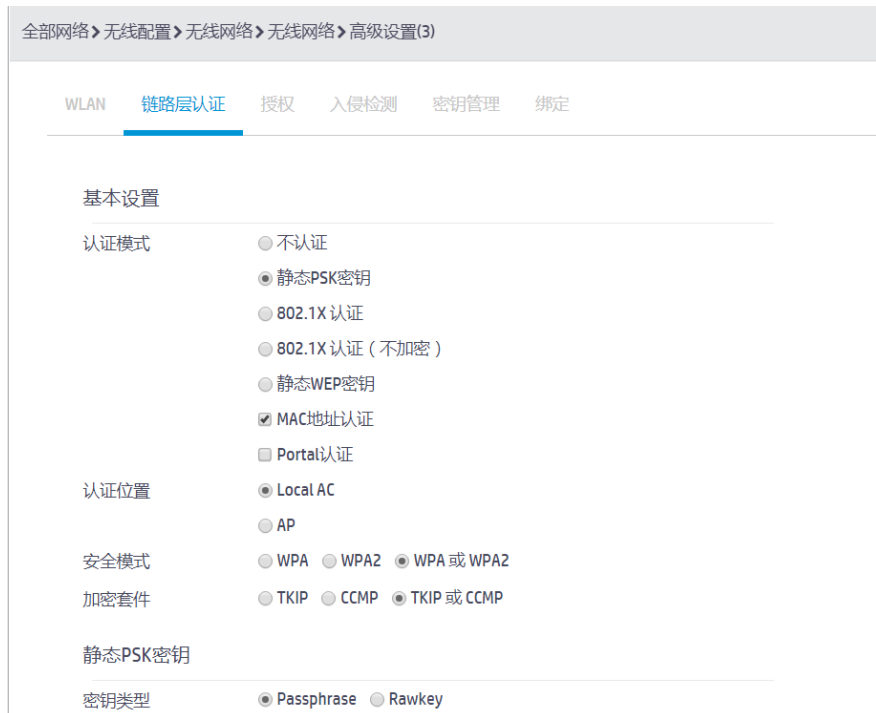 全部网络>无线配置>无线网络>无线网络>高级设置(3)
WLAN 链路层认证 授权 入侵检测 密钥管理 绑定
基本设置
认证模式 不认证
静态PSK密钥
802.1X 认证
802.1X 认证（不加密）
静态WEP密钥
MAC地址认证
Portal认证
认证位置 Local AC
AP
安全模式 WPA WPA2 WPA 或 WPA2
加密套件 TKIP CCMP TKIP 或 CCMP
静态PSK密钥
密钥类型 Passphrase Rawkey